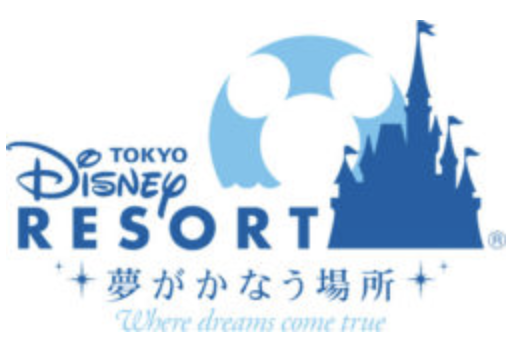 TOKYO
Disney
RESORT®
夢がかなう場所
Where dreams come true